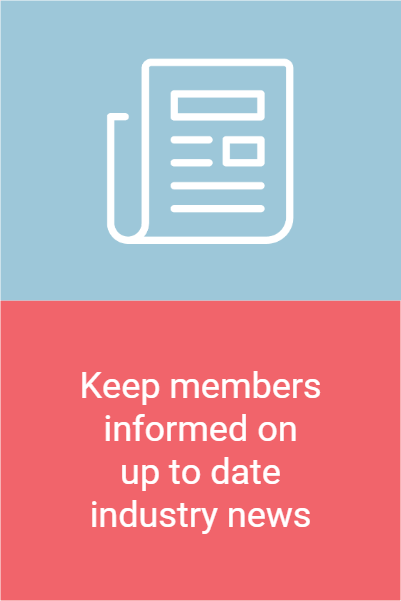 Keep members
informed on
up to date
industry news